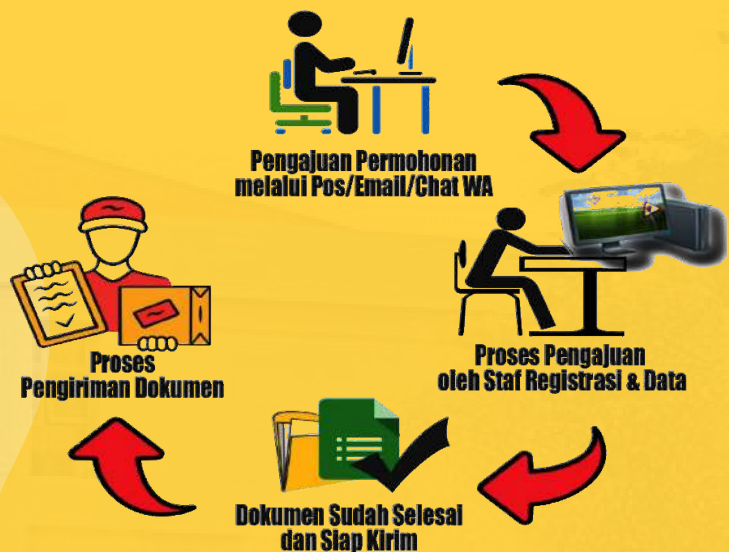 Pengajuan Permohonan
melalui Pos/Email/Chat WA
Proses Pengajuan
oleh Staf Registrasi & Data
Dokumen Sudah Selesai
dan Siap Kirim
Proses
Pengiriman Dokumen